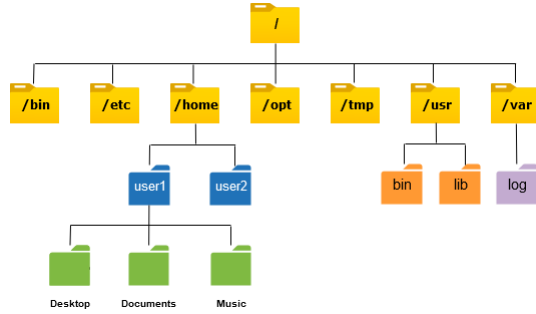 /
/bin
/etc
/home
/opt
/tmp
/usr
/var
user1
user2
bin
lib
log
Desktop
Documents
Music